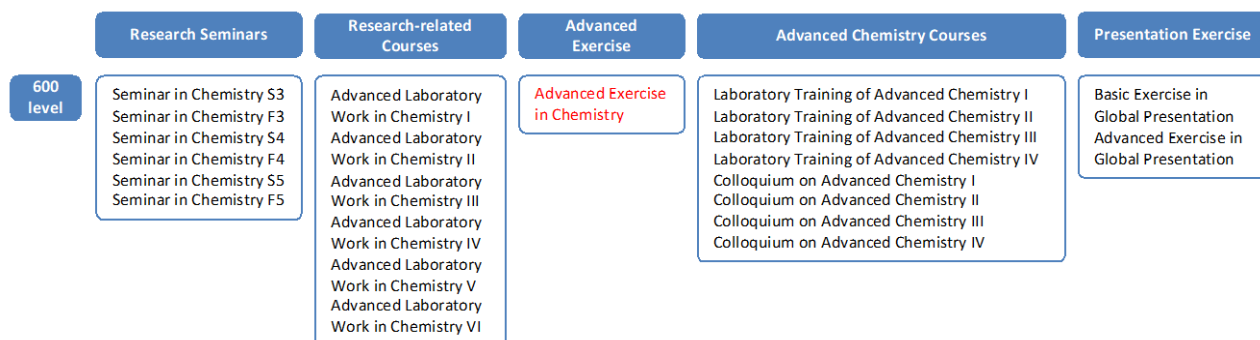 Research Seminars
Research-related
Courses
Advanced
Exercise
Advanced Chemistry Courses
Presentation Exercise
600
level
Seminar in Chemistry S3
Seminar in Chemistry F3
Seminar in Chemistry S4
Seminar in Chemistry F4
Seminar in Chemistry S5
Seminar in Chemistry F5
Advanced Laboratory
Work in Chemistry I
Advanced Laboratory
Work in Chemistry II
Advanced Laboratory
Work in Chemistry III
Advanced Laboratory
Work in Chemistry IV
Advanced Laboratory
Work in Chemistry V
Advanced Laboratory
Work in Chemistry VI
Advanced Exercise
in Chemistry
Laboratory Training of Advanced Chemistry I
Laboratory Training of Advanced Chemistry II
Laboratory Training of Advanced Chemistry III
Laboratory Training of Advanced Chemistry IV
Colloquium on Advanced Chemistry I
Colloquium on Advanced Chemistry II
Colloquium on Advanced Chemistry III
Colloquium on Advanced Chemistry IV
Basic Exercise in
Global Presentation
Advanced Exercise in
Global Presentation